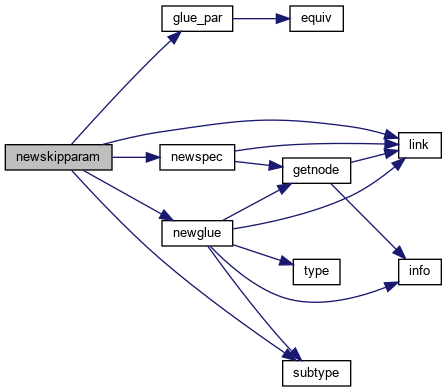 glue_par
equiv
link
newskipparam
newspec
getnode
newglue
type
info
subtype